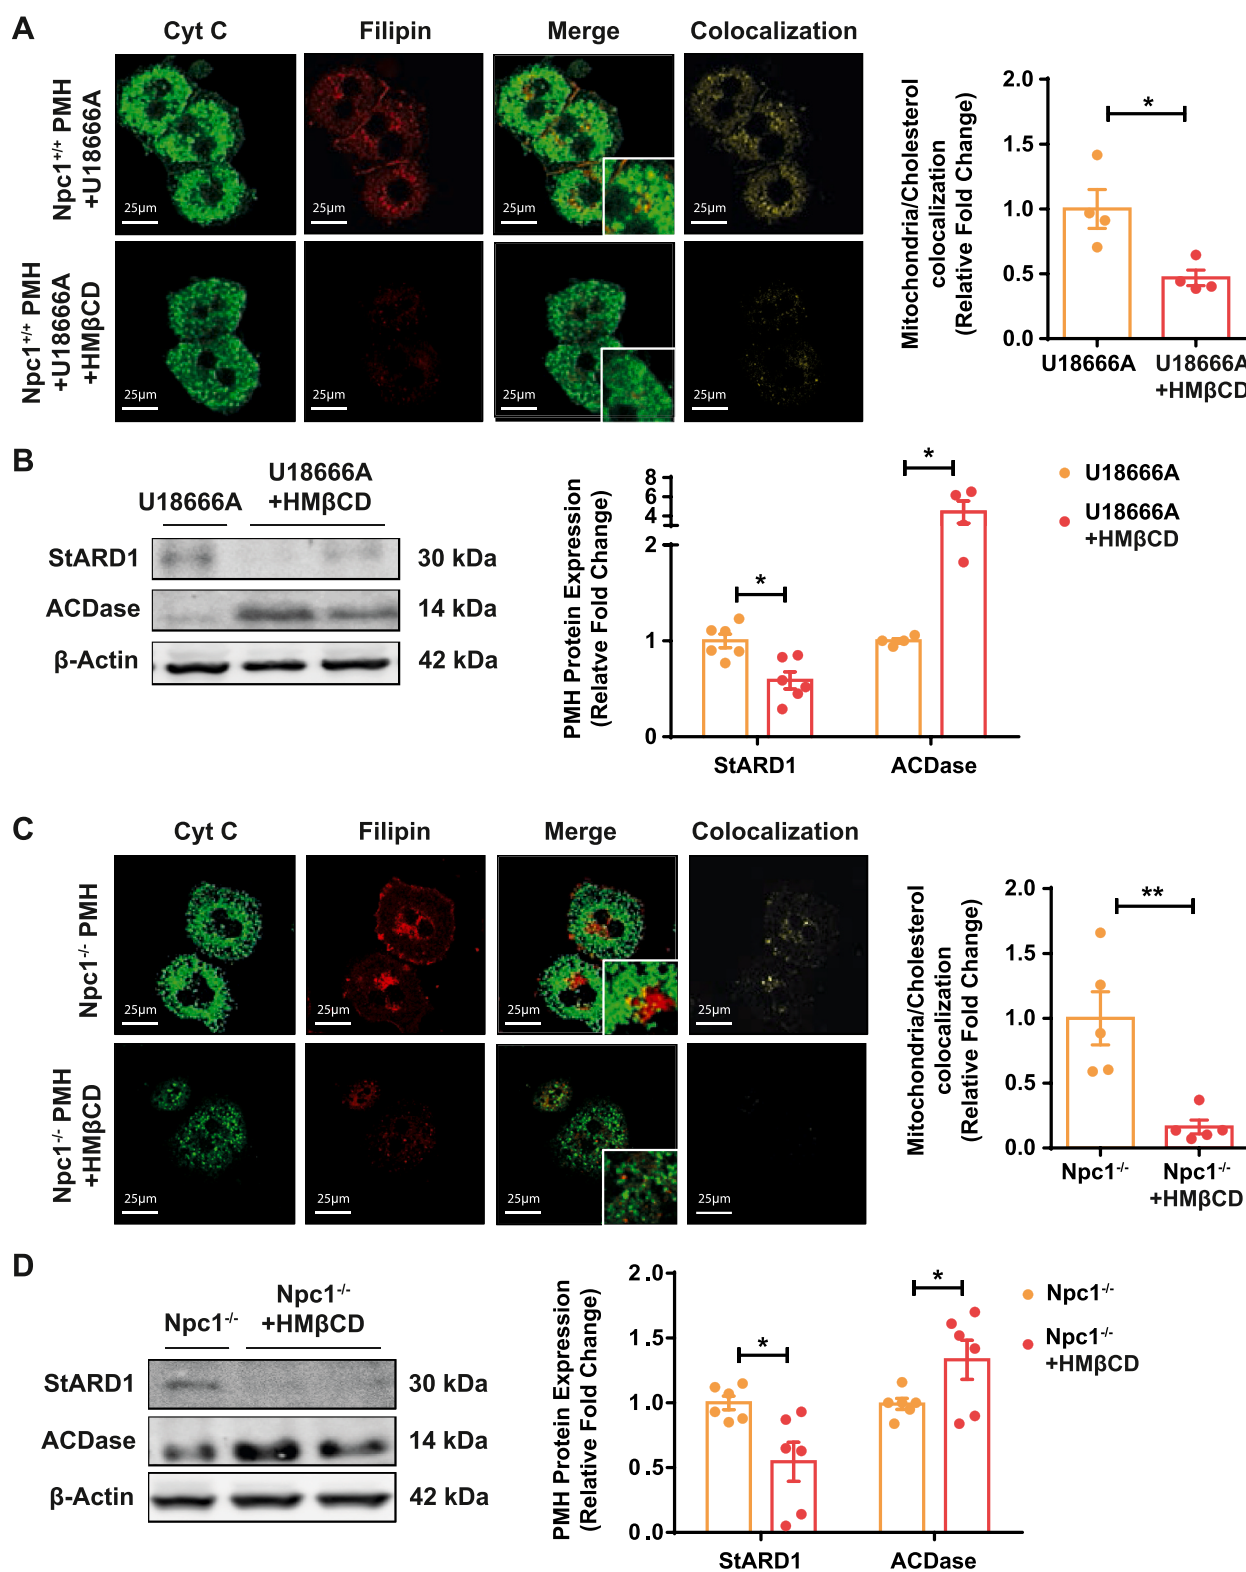 A
Cyt C
Filipin
Merge
Colocalization
Npc1+/+ PMH
+U18666A
25µm
25µm
25µm
25µm
Npc1+/+ PMH
+U18666A
+HMβCD
25µm
25µm
25µm
25µm
Mitochondria/Cholesterol
colocalization
(Relative Fold Change)
2.0
1.5
1.0
0.5
0.0
*
U18666A
U18666A
+HMβCD
B
U18666A
U18666A
+HMβCD
StARD1
30 kDa
ACDase
14 kDa
β-Actin
42 kDa
PMH Protein Expression
(Relatve Fold Change)
8
6
4
2
1
0
*
*
StARD1
ACDase
U18666A
U18666A
+HMβCD
C
Cyt C
Filipin
Merge
Colocalization
Npc1-/- PMH
25µm
25µm
25µm
25µm
Npc1-/- PMH
+HMβCD
25µm
25µm
25µm
25µm
Mitochondria/Cholesterol
colocalization
(Relative Fold Change)
2.0
1.5
1.0
0.5
0.0
**
Npc1-/-
Npc1-/-
+HMβCD
D
Npc1-/-
Npc1-/-
+HMβCD
StARD1
30 kDa
ACDase
14 kDa
β-Actin
42 kDa
PMH Protein Expression
(Relative Fold Change)
2.0
1.5
1.0
0.5
0.0
*
*
StARD1
ACDase
Npc1-/-
Npc1-/-
+HMβCD